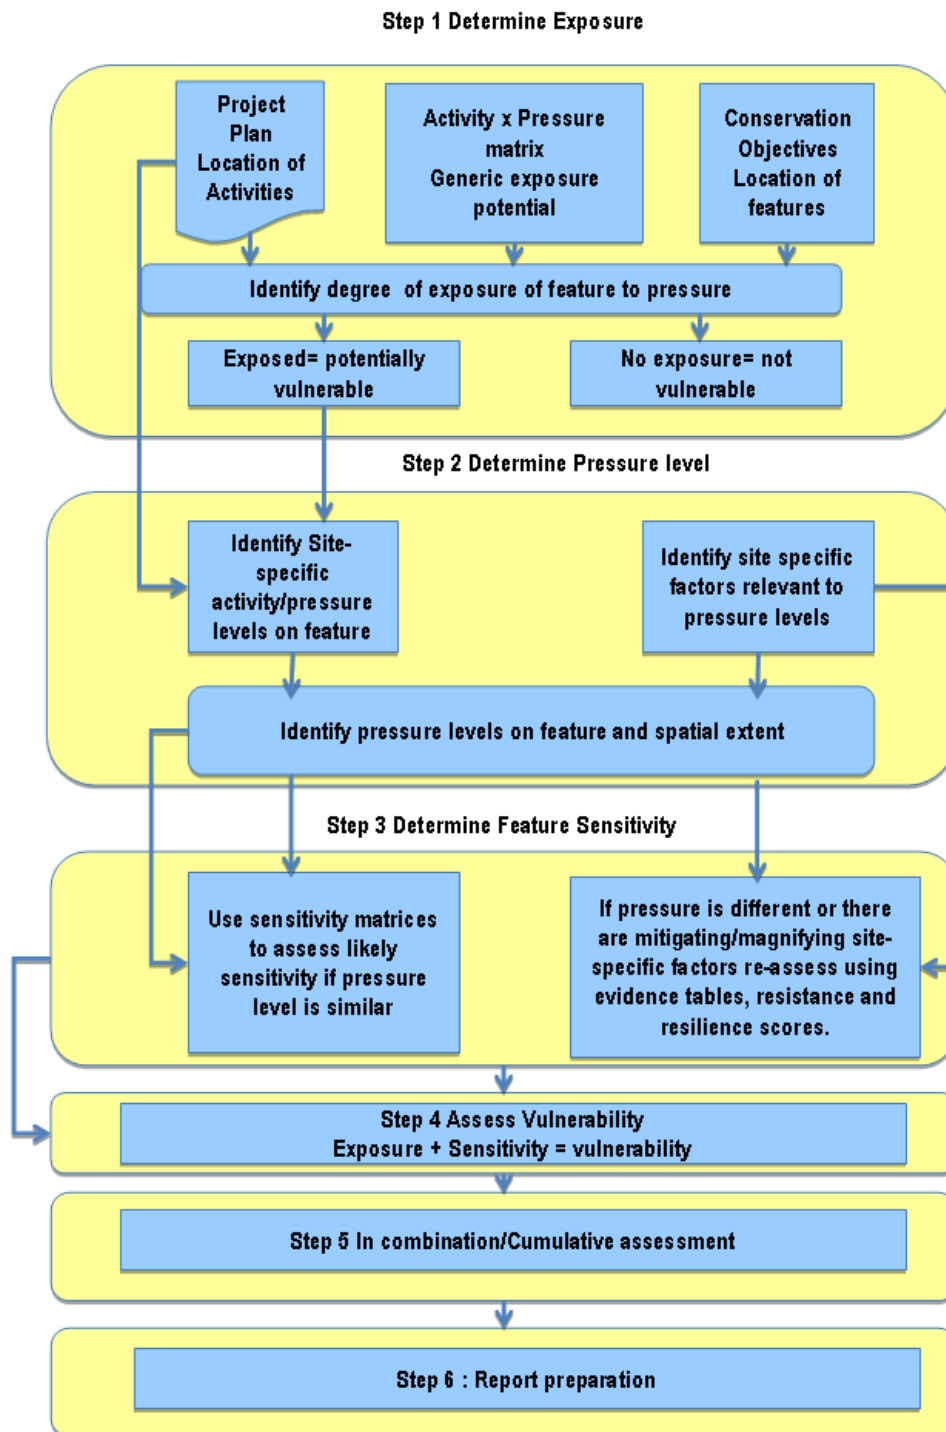 Step 1 Determine Exposure
Project
Plan
Location of
Activities
Activity x Pressure
matrix
Generic exposure
potential
Conservation
Objectives
Location of
features
Identify degree of exposure of feature to pressure
Exposed= potentially
vulnerable
No exposure= not
vulnerable
Step 2 Determine Pressure level
Identify Site-
specific
activity/pressure
levels on feature
Identify site specific
factors relevant to
pressure levels
Identify pressure levels on feature and spatial extent
Step 3 Determine Feature Sensitivity
Use sensitivity matrices
to assess likely
sensitivity if pressure
level is similar
If pressure is different or there
are mitigating/magnifying site-
specific factors re-assess using
evidence tables, resistance and
resilience scores.
Step 4 Assess Vulnerability
Exposure + Sensitivity = vulnerability
Step 5 In combination/Cumulative assessment
Step 6 : Report preparation